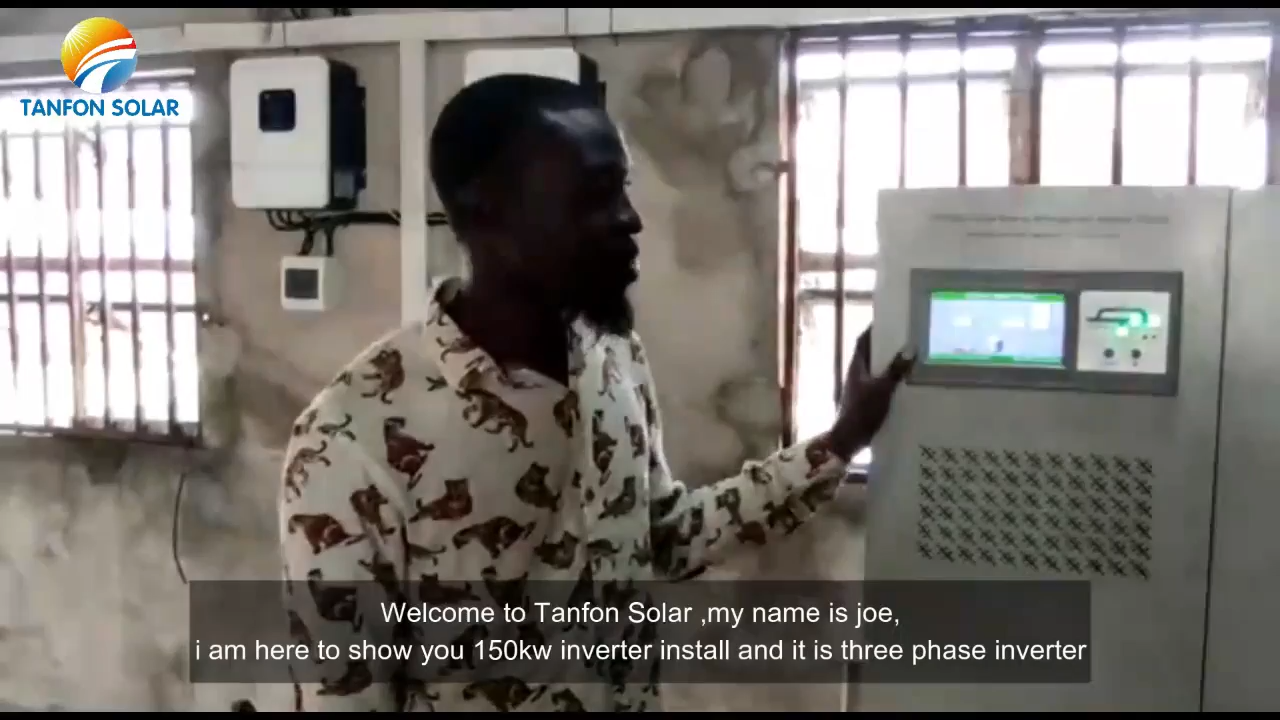 TANFON SOLAR
Welcome to Tanfon Solar ,my name is joe,
i am here to show you 150kw inverter install and it is three phase inverter